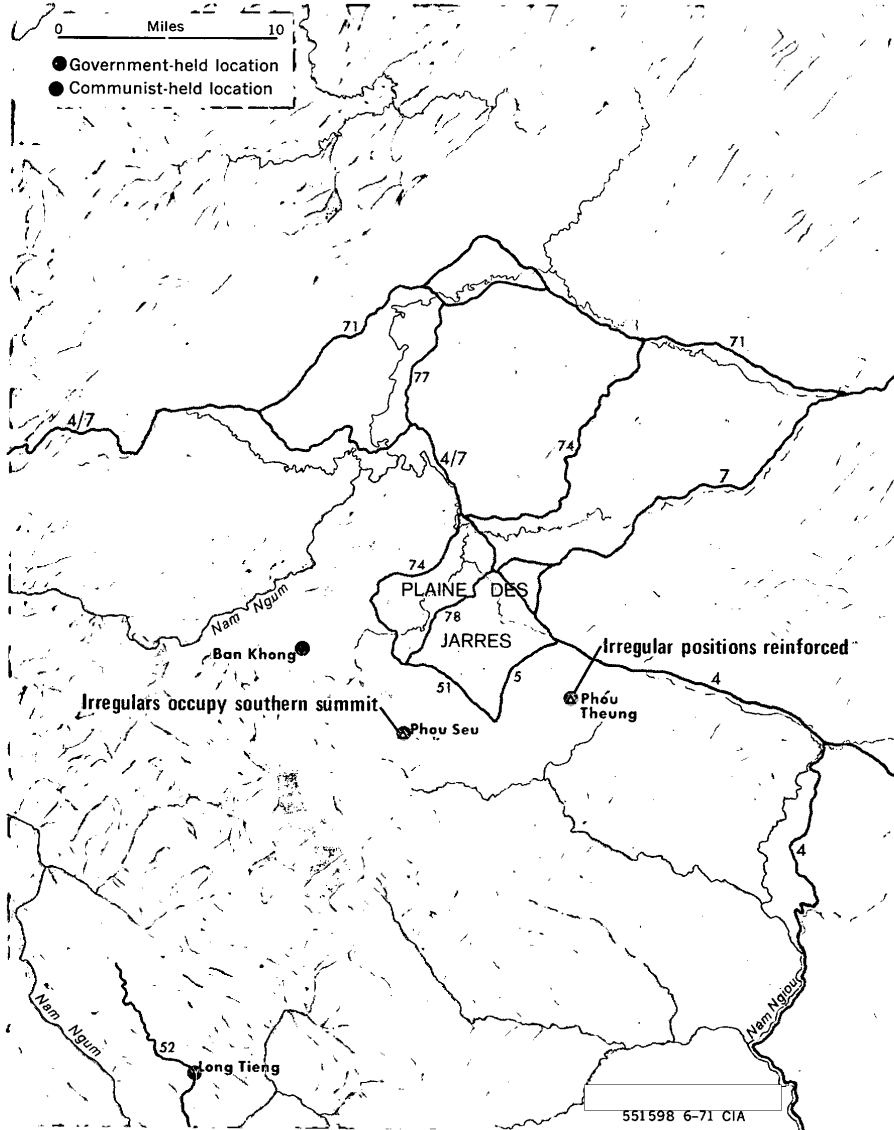 0 Miles 10
Government-held location
Communist-held location
71
71
77
4/7
4/7
74
7
74
PLAINE DES
78
JARRES
Nam Ngum
Ban Khong
Irregular positions reinforced
51
5
4
Irregulars occupy southern summit
Phou Seu
Phou
Theung
4
Nam Ngum
Nam Ngiou
52
Long Tieng
551598 6-71 CIA